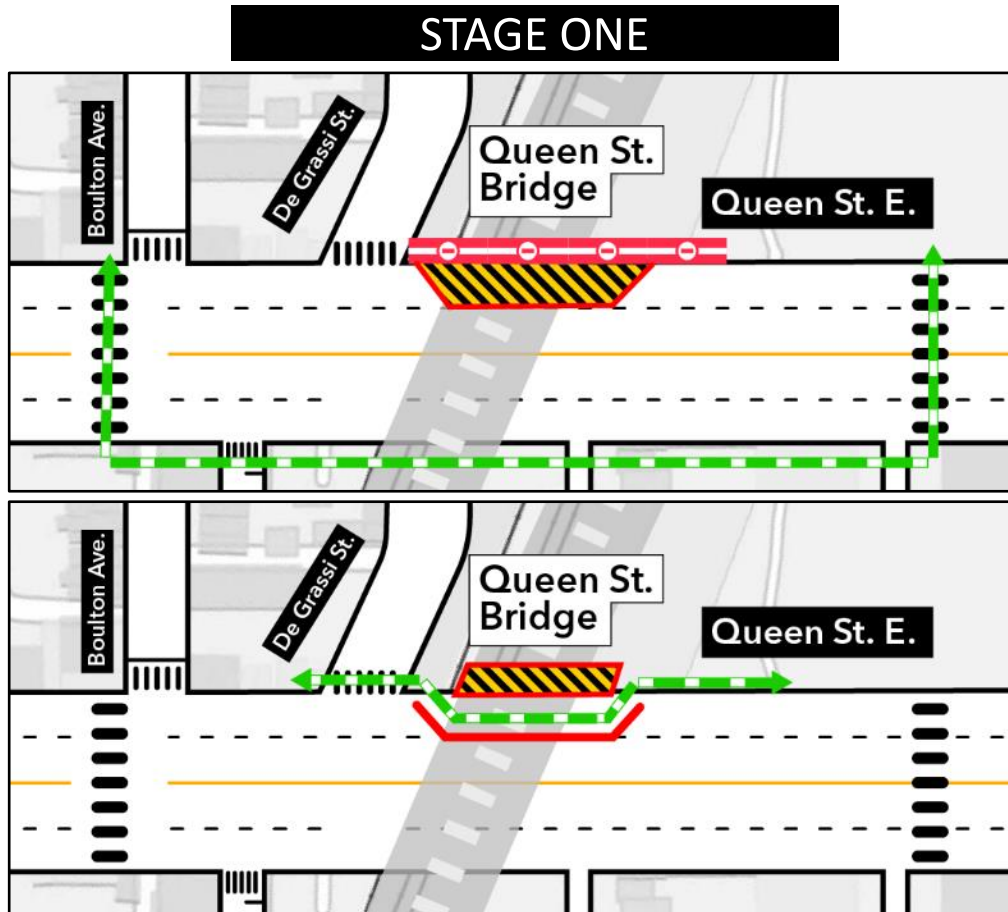 STAGE ONE
Boulton Ave.
De Grassi St.
Queen St.
Bridge
Queen St. E.
Boulton Ave.
De Grassi St.
Queen St.
Bridge
Queen St. E.